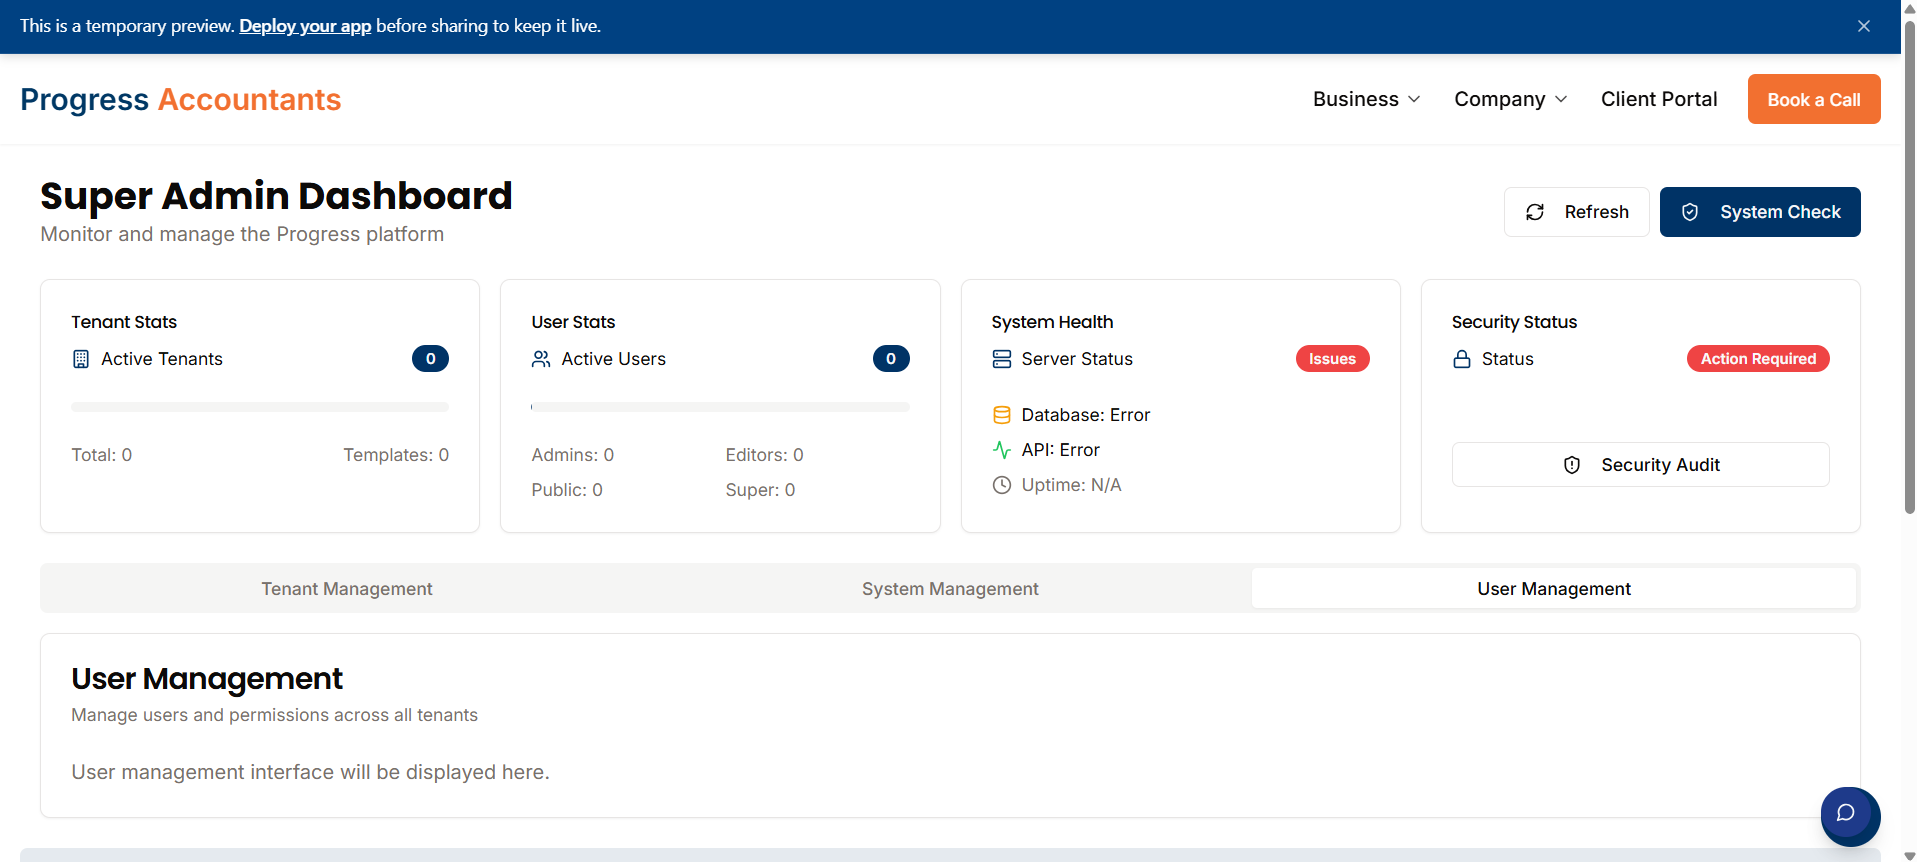 This is a temporary preview. Deploy your app before sharing to keep it live.
Progress Accountants
Business
Company
Client Portal
Book a Call
Super Admin Dashboard
Monitor and manage the Progress platform
Refresh
System Check
Tenant Stats
Active Tenants
0
Total: 0
Templates: 0
User Stats
Active Users
0
Admins: 0
Editors: 0
Public: 0
Super: 0
System Health
Server Status
Issues
Database: Error
API: Error
Uptime: N/A
Security Status
Status
Action Required
Security Audit
Tenant Management
System Management
User Management
User Management
Manage users and permissions across all tenants
User management interface will be displayed here.